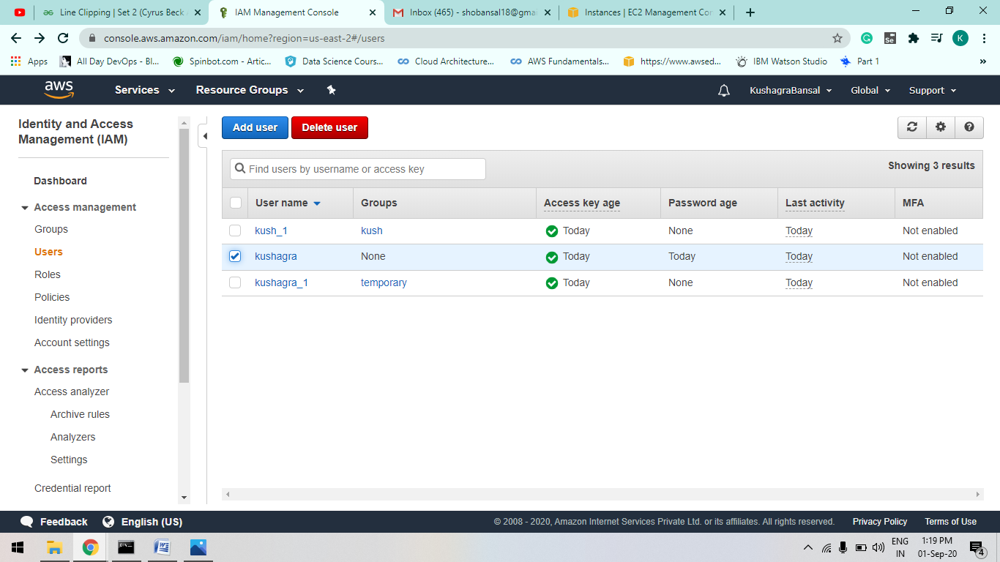 Line Clipping | Set 2 (Cyrus Beck
IAM Management Console
Inbox (465) - shobansal18@gmai
Instances | EC2 Management Con
console.aws.amazon.com/iam/home?region=us-east-2#/users
Se
K
Apps
All Day DevOps - Bl...
Spinbot.com - Artic...
Data Science Cours...
Cloud Architecture...
AWS Fundamentals...
https://www.awsed...
IBM Watson Studio
Part 1
»
aws
Services
Resource Groups
KushagraBansal
Global
Support
Identity and Access
Management (IAM)
Dashboard
Access management
Groups
Users
Roles
Policies
Identity providers
Account settings
Access reports
Access analyzer
Archive rules
Analyzers
Settings
Credential report
Add user
Delete user
Find users by username or access key
Showing 3 results
User name Groups Access key age Password age Last activity MFA
kush_1 kush Today None Today Not enabled
kushagra None Today Today Today Not enabled
kushagra_1 temporary Today None Today Not enabled
Feedback
English (US)
© 2008 - 2020, Amazon Internet Services Private Ltd. or its affiliates. All rights reserved.
Privacy Policy
Terms of Use
ENG
IN
1:19 PM
01-Sep-20
4